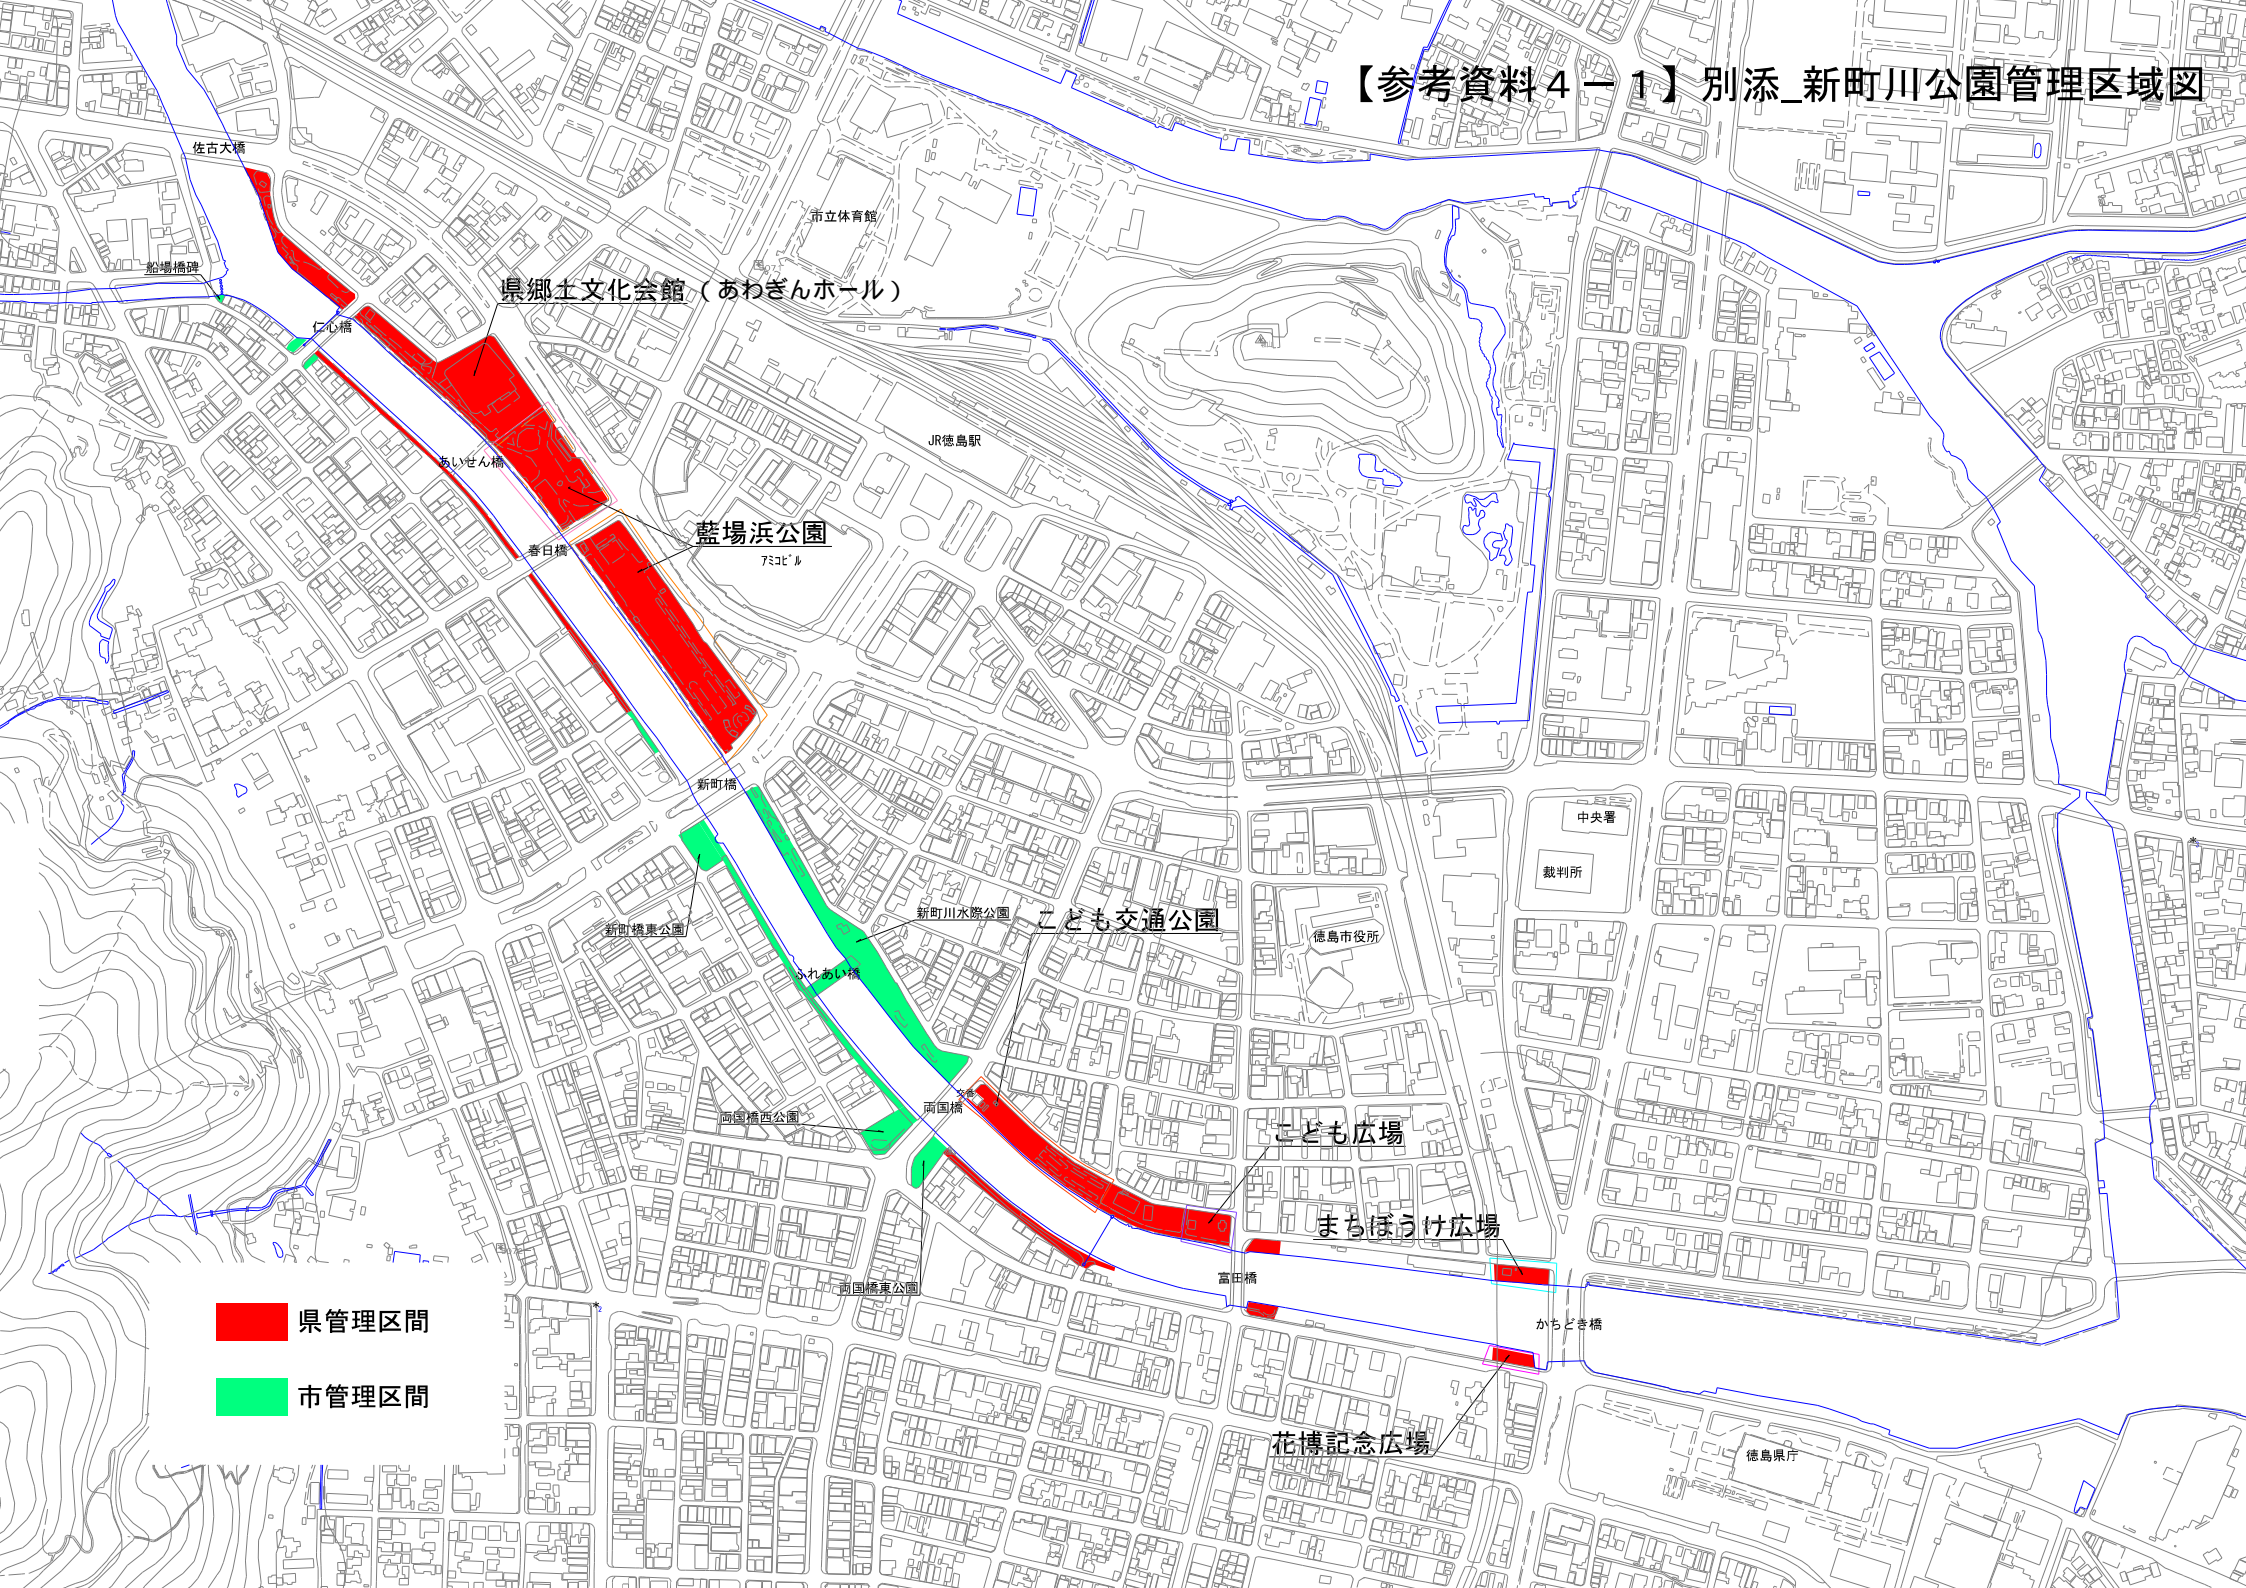 【参考資料４－１】別添_新町川公園管理区域図
佐古大橋
市立体育館
船場橋碑
県郷土文化会館（あわぎんホール）
仁心橋
JR徳島駅
あいせん橋
藍場浜公園
春日橋
ｱﾐｺﾋﾞﾙ
新町橋
中央署
裁判所
新町川水際公園
こども交通公園
新町橋東公園
徳島市役所
ふれあい橋
交番
両国橋
両国橋西公園
こども広場
まちぼうけ広場
富田橋
両国橋東公園
かちどき橋
県管理区間
市管理区間
花博記念広場
徳島県庁